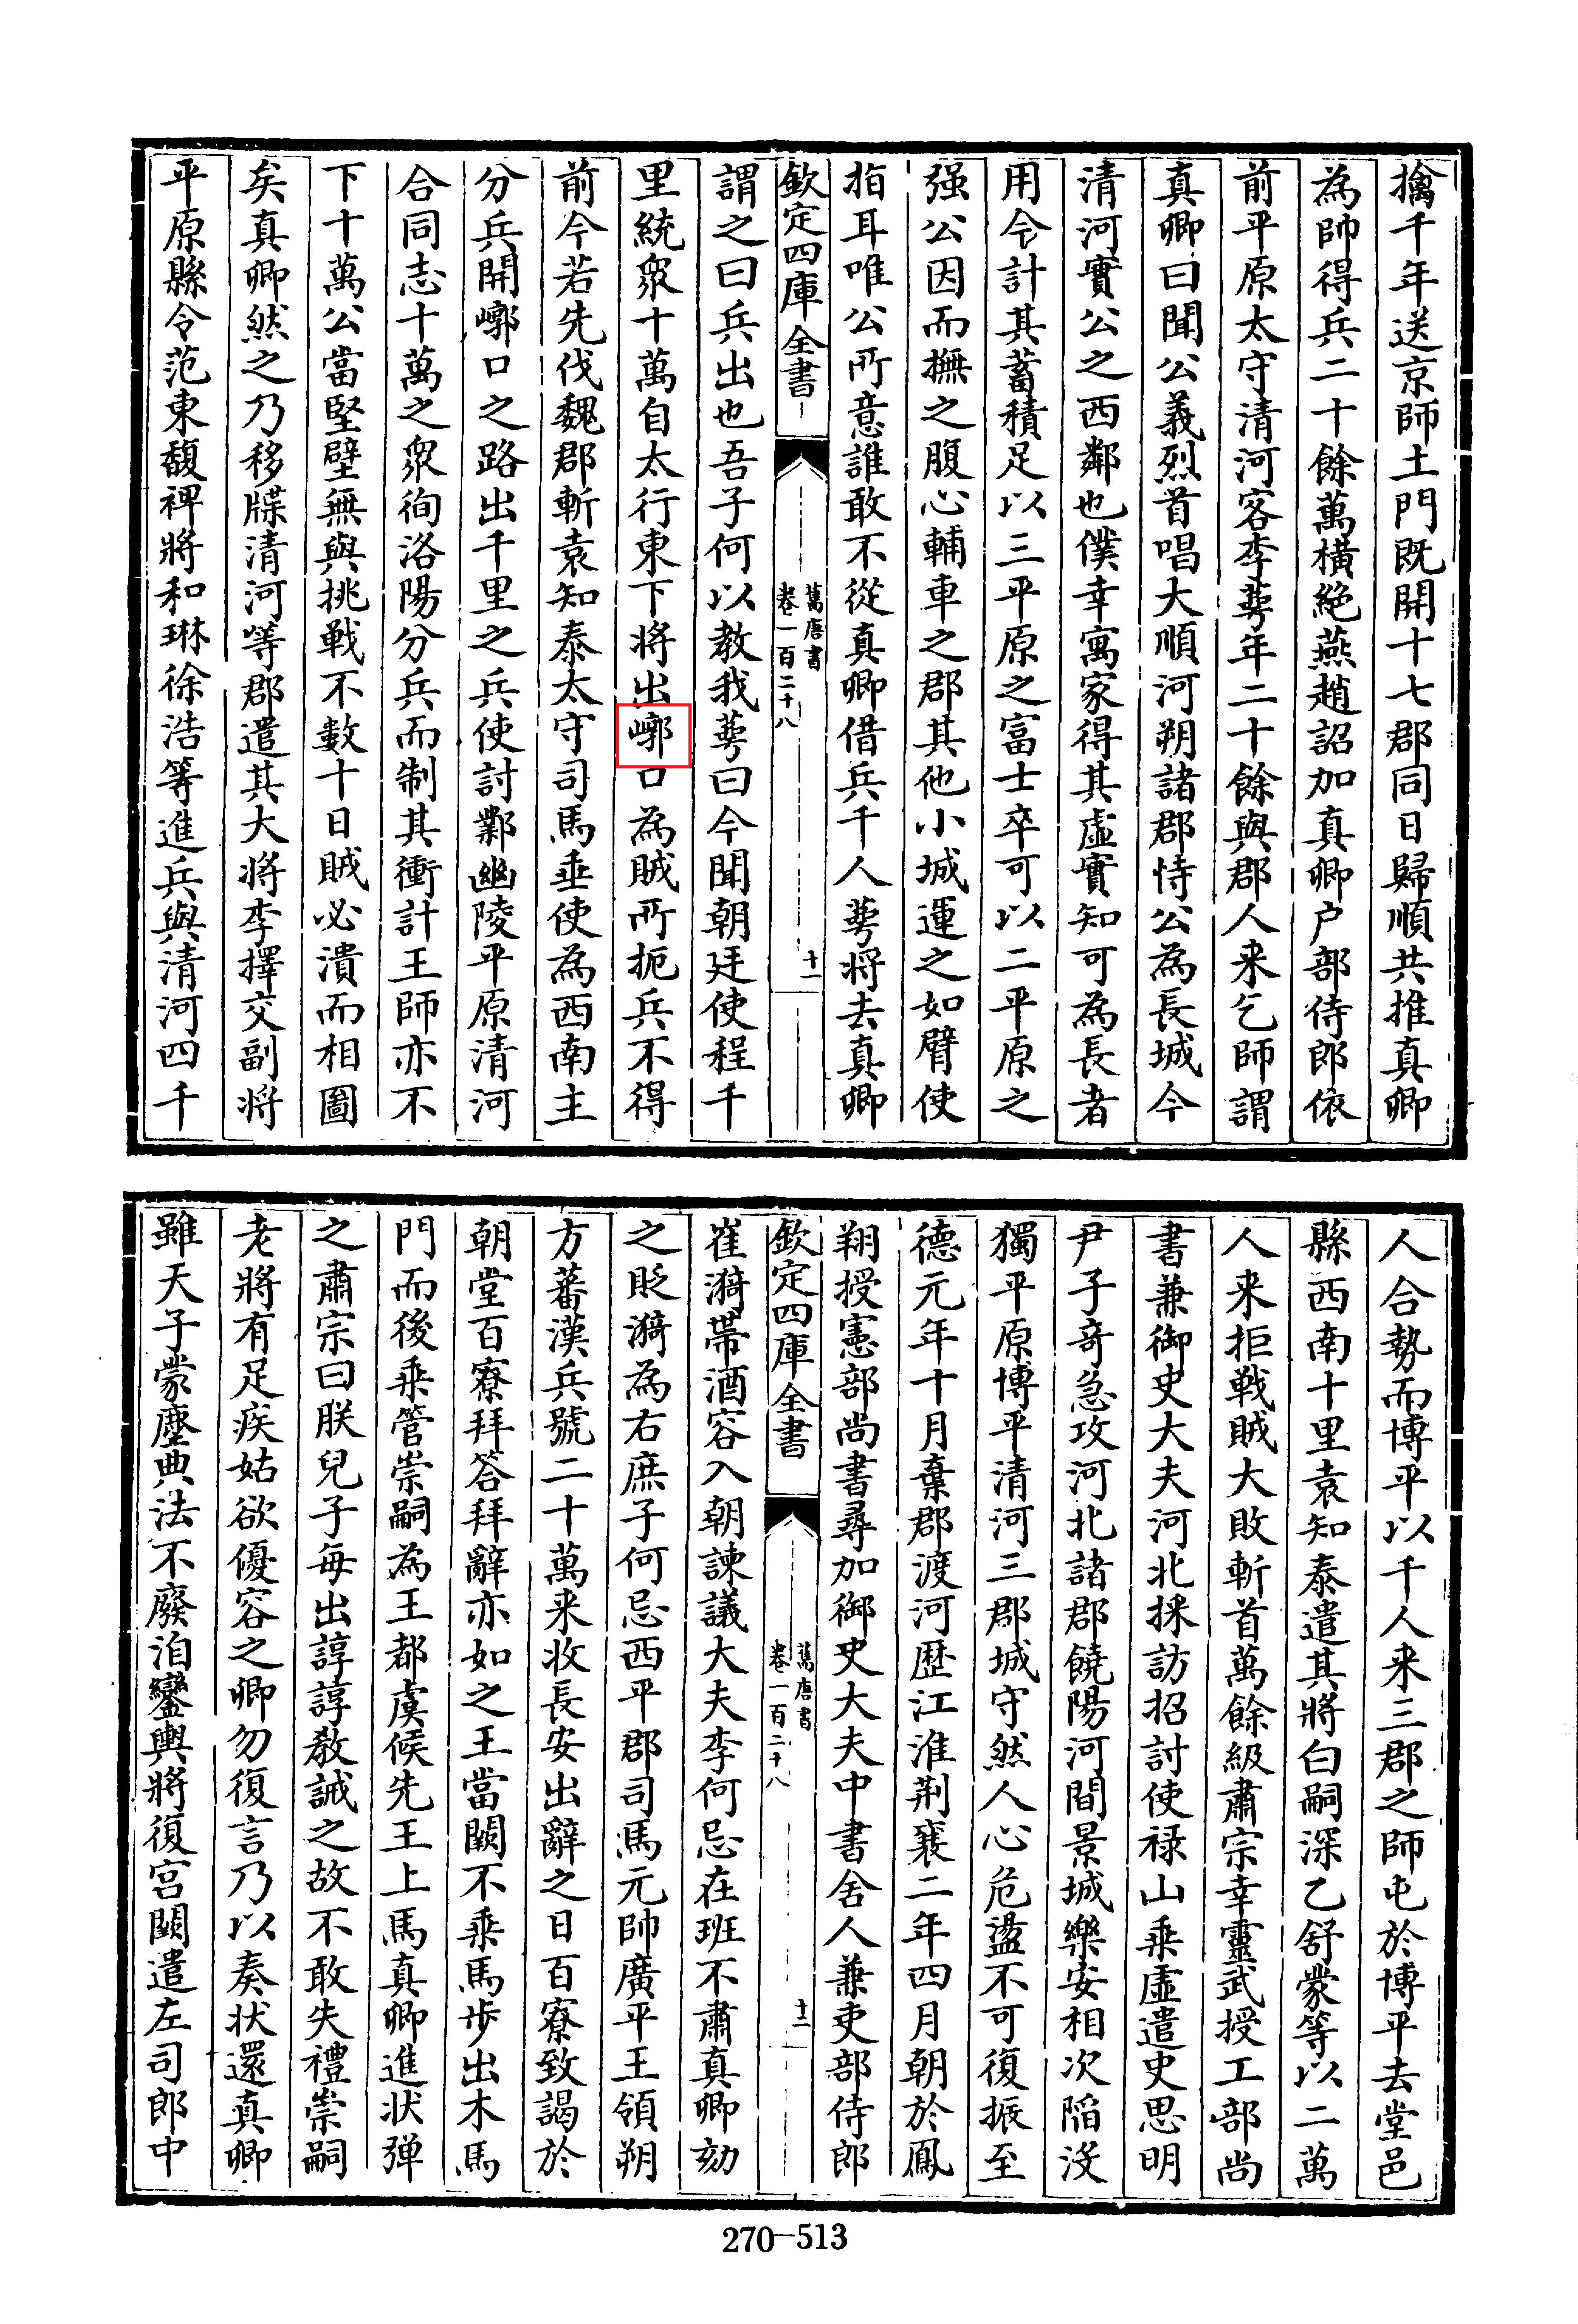 擒千年送京師土門既開十七郡同日歸順共推真卿
為帥得兵二十餘萬橫絕燕趙詔加真卿户部侍郎依
前平原太守清河客李萼年二十餘與郡人来乞師謂
真卿曰聞公義烈首唱大順河朔諸郡恃公為長城今
清河實公之西鄰也僕幸寓家得其虛實知可為長者
用今計其蓄積足以三平原之富士卒可以二平原之
强公因而撫之腹心輔車之郡其他小城運之如臂使
指耳唯公所意誰敢不從真卿借兵千人萼将去真卿
欽定四庫全書
舊唐書
卷一百二十八
十一
謂之曰兵出也吾子何以教我萼曰今聞朝廷使程千
里統衆十萬自太行東下將出嶂口為賊所扼兵不得
前今若先伐魏郡斬袁知泰太守司馬垂使為西南主
分兵開嶂口之路出千里之兵使討鄴幽陵平原清河
合同志十萬之衆徇洛陽分兵而制其衝計王師亦不
下十萬公當堅壁無與挑戰不數十日賊必潰而相圖
矣真卿然之乃移牒清河等郡遣其大將李擇交副将
平原縣令范東馥裨將和琳徐浩等進兵與清河四千
人合勢而博平以千人来三郡之師屯於博平去堂邑
縣西南十里袁知泰遣其將白嗣深乙舒蒙等以二萬
人来拒戰賊大敗斬首萬餘級肅宗幸靈武授工部尚
書兼御史大夫河北採訪招討使禄山乘虛遣史思明
尹子竒急攻河北諸郡饒陽河間景城樂安相次陷沒
獨平原博平清河三郡城守然人心危盪不可復振至
德元年十月棄郡渡河歴江淮荆襄二年四月朝於鳳
翔授憲部尚書尋加御史大夫中書舍人兼吏部侍郎
欽定四庫全書
舊唐書
卷一百二十八
十二
崔漪帶酒容入朝諫議大夫李何忌在班不肅真卿劾
之貶漪為右庶子何忌西平郡司馬元帥廣平王領朔
方蕃漢兵號二十萬来收長安出辭之日百寮致謁於
朝堂百寮拜答拜辭亦如之王當闕不乘馬步出木馬
門而後乘管崇嗣為王都虞候先王上馬真卿進状彈
之肅宗曰朕兒子每出諄諄教誡之故不敢失禮崇嗣
老將有足疾姑欲優容之卿勿復言乃以奏状還真卿
雖天子蒙塵典法不廢洎鑾輿將復宫闕遣左司郎中
270-513